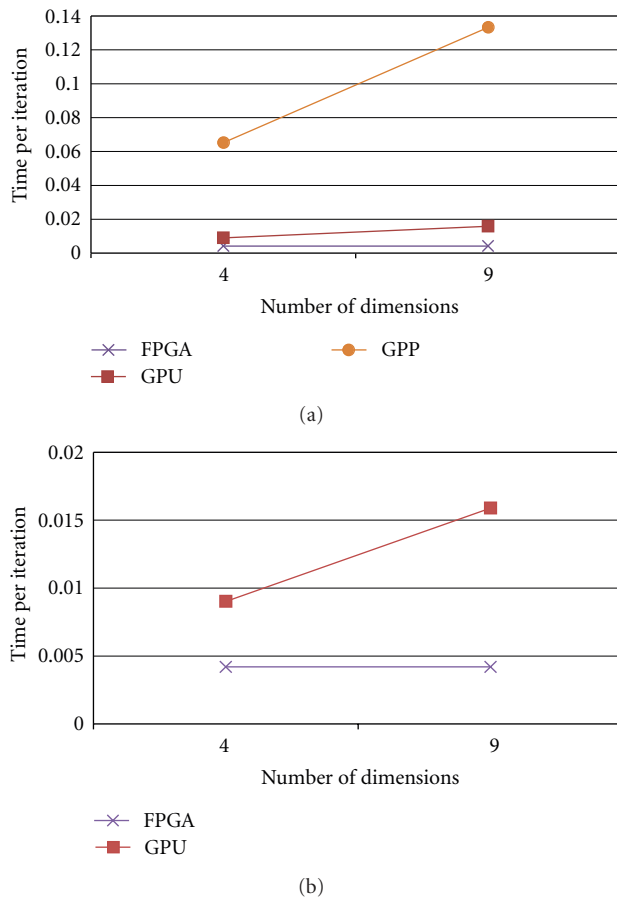 0.14
0.12
0.1
0.08
0.06
0.04
0.02
0
Time per iteration
4 9
Number of dimensions
FPGA GPP
GPU
(a)
0.02
0.015
0.01
0.005
0
Time per iteration
4 9
Number of dimensions
FPGA
GPU
(b)